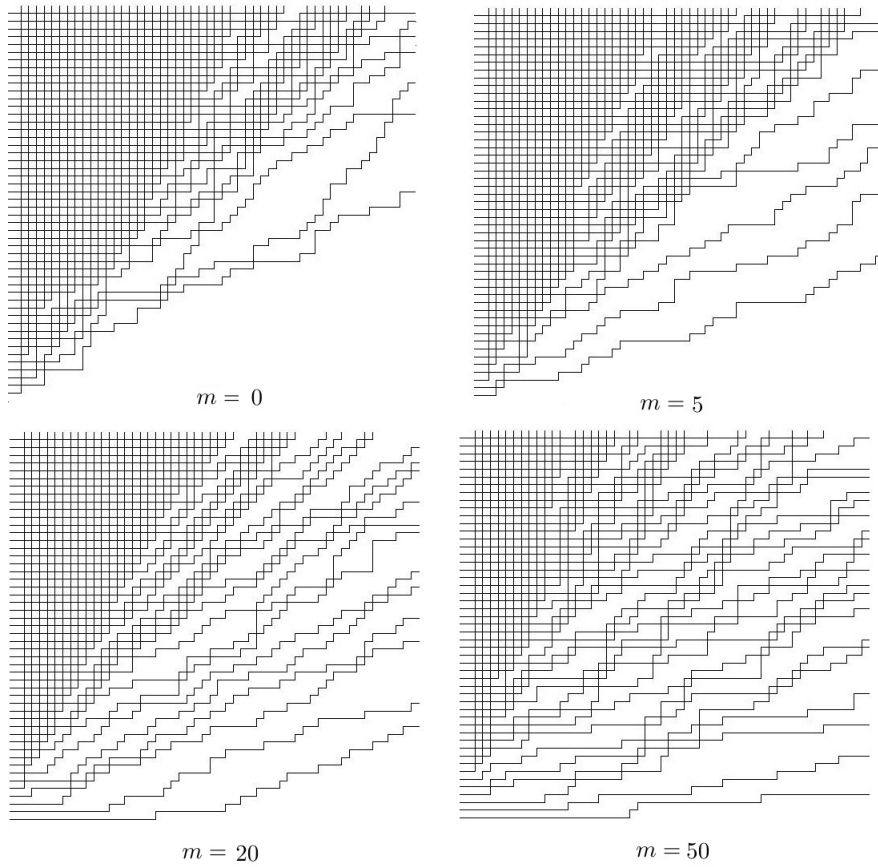 m = 0
m = 5
m = 20
m = 50